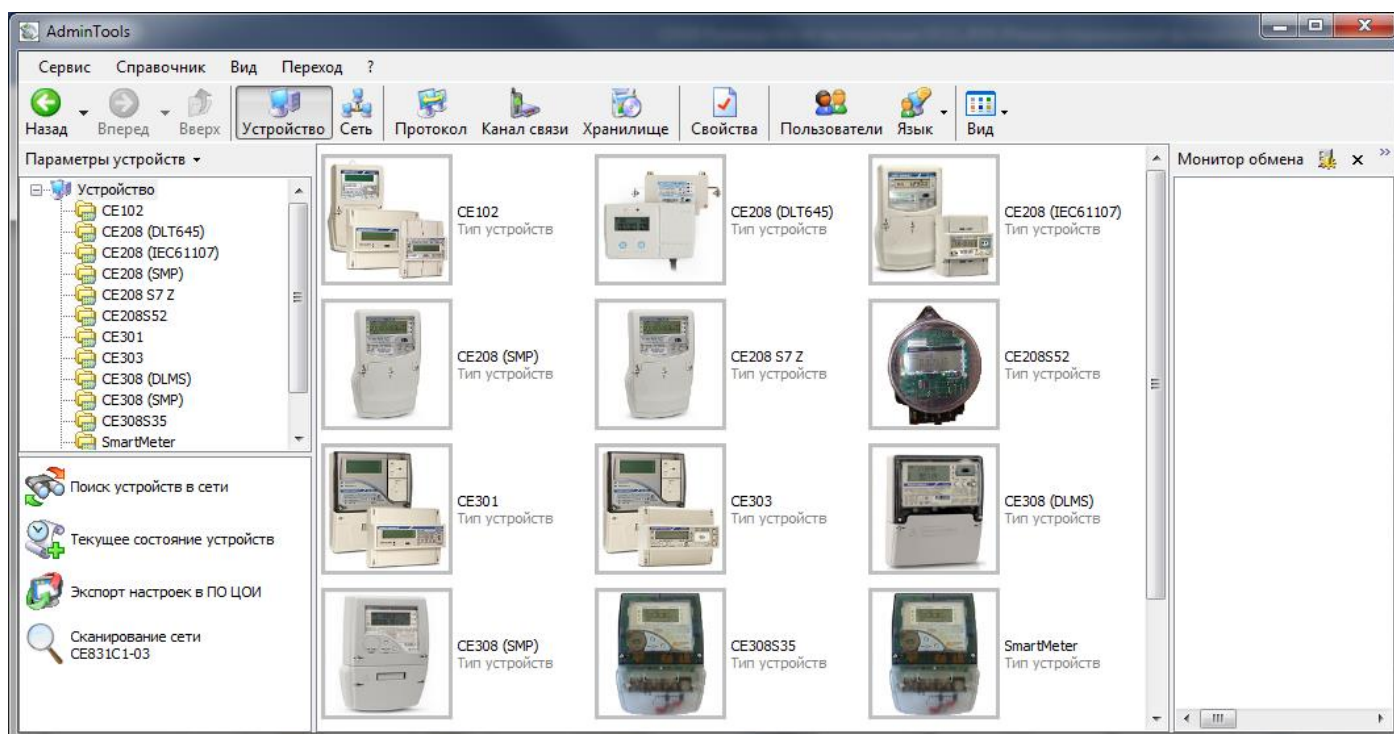 AdminTools
Сервис Справочник Вид Переход ?
Назад Вперед Вверх Устройство Сеть Протокол Канал связи Хранилище Свойства Пользователи Язык Вид
Параметры устройств
Монитор обмена
Устройство
CE102
CE208 (DLT645)
CE208 (IEC61107)
CE208 (SMP)
CE208 S7 Z
CE208S52
CE301
CE303
CE308 (DLMS)
CE308 (SMP)
CE308S35
SmartMeter
Поиск устройств в сети
Текущее состояние устройств
Экспорт настроек в ПО ЦОИ
Сканирование сети
CE831C1-03
CE102
Тип устройств
CE208 (DLT645)
Тип устройств
CE208 (IEC61107)
Тип устройств
CE208 (SMP)
Тип устройств
CE208 S7 Z
Тип устройств
CE208S52
Тип устройств
CE301
Тип устройств
CE303
Тип устройств
CE308 (DLMS)
Тип устройств
CE308 (SMP)
Тип устройств
CE308S35
Тип устройств
SmartMeter
Тип устройств